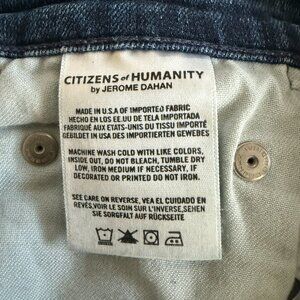 CITIZENS of HUMANITY
by JEROME DAHAN
MADE IN U.S.A OF IMPORTED FABRIC
HECHO EN LOS EE.UU DE TELA IMPORTADA
FABRIQUÉ AUX ETATS-UNIS DU TISSU IMPORTÉ
GEBILDET IN USA DES IMPORTIERTEN GEWEBES
MACHINE WASH COLD WITH LIKE COLORS,
INSIDE OUT, DO NOT BLEACH, TUMBLE DRY
LOW, IRON MEDIUM IF NECESSARY, IF
DECORATED OR PRINTED DO NOT IRON.
SEE CARE ON REVERSE, VEA EL CUIDADO EN
REVÉS,VOIR LE SOIN SUR L'INVERSE,SEHEN
SIE SORGFALT AUF RÜCKSEITE